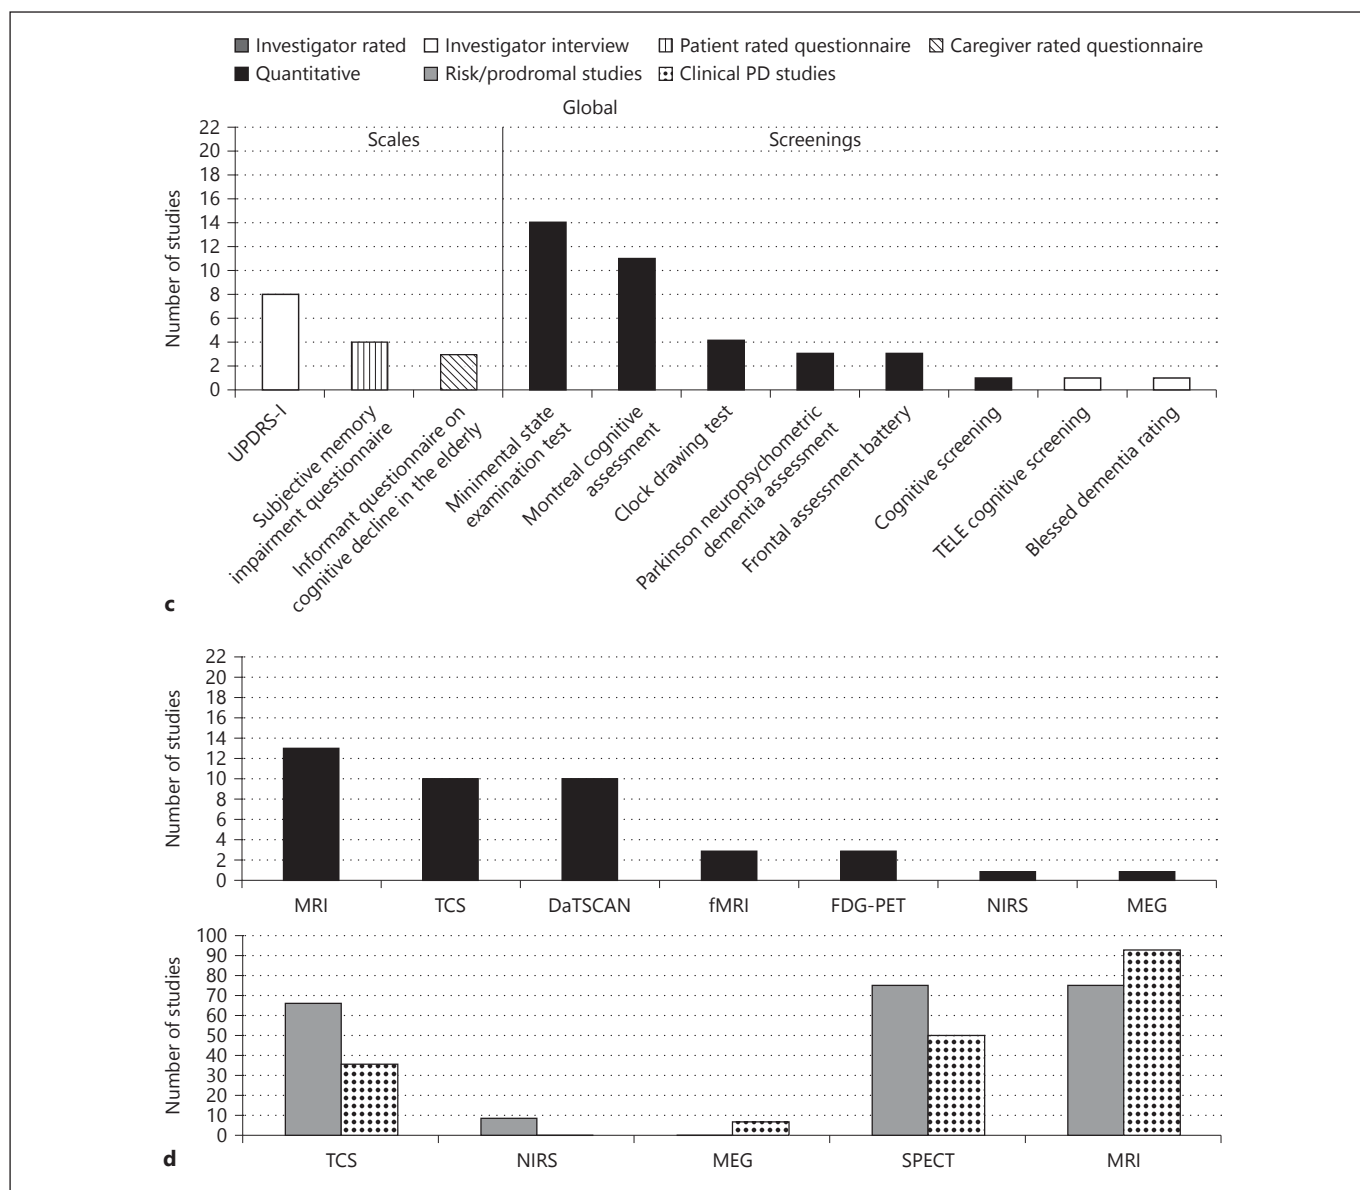 Investigator rated Investigator interview Patient rated questionnaire Caregiver rated questionnaire
Quantitative Risk/prodromal studies Clinical PD studies
Global
Scales Screenings
Number of studies
22
20
18
16
14
12
10
8
6
4
2
0
UPDRS-I
Subjective memory
impairment questionnaire
Informant questionnaire on
cognitive decline in the elderly
Minimental state
examination test
Montreal cognitive
assessment
Clock drawing test
Parkinson neuropsychometric
dementia assessment
Frontal assessment battery
Cognitive screening
TELE cognitive screening
Blessed dementia rating
c
Number of studies
22
20
18
16
14
12
10
8
6
4
2
0
MRI TCS DaTSCAN fMRI FDG-PET NIRS MEG
Number of studies
100
90
80
70
60
50
40
30
20
10
0
d
TCS NIRS MEG SPECT MRI